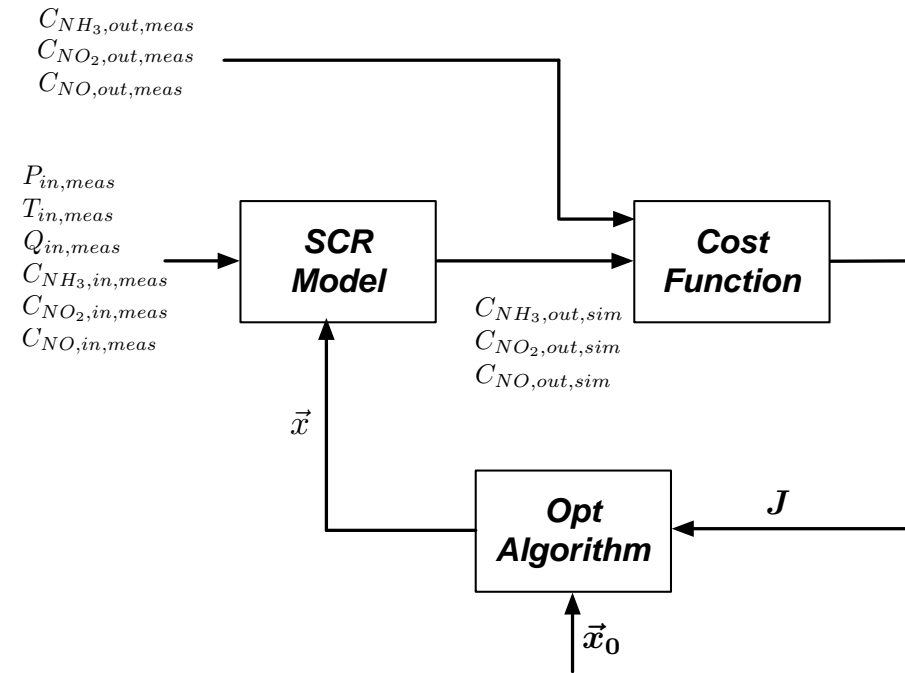 C_{NH_3,out,meas}
C_{NO_2,out,meas}
C_{NO,out,meas}
P_{in,meas}
T_{in,meas}
Q_{in,meas}
C_{NH_3,in,meas}
C_{NO_2,in,meas}
C_{NO,in,meas}
SCR
Model
Cost
Function
C_{NH_3,out,sim}
C_{NO_2,out,sim}
C_{NO,out,sim}
\vec{x}
Opt
Algorithm
J
\vec{x}_0